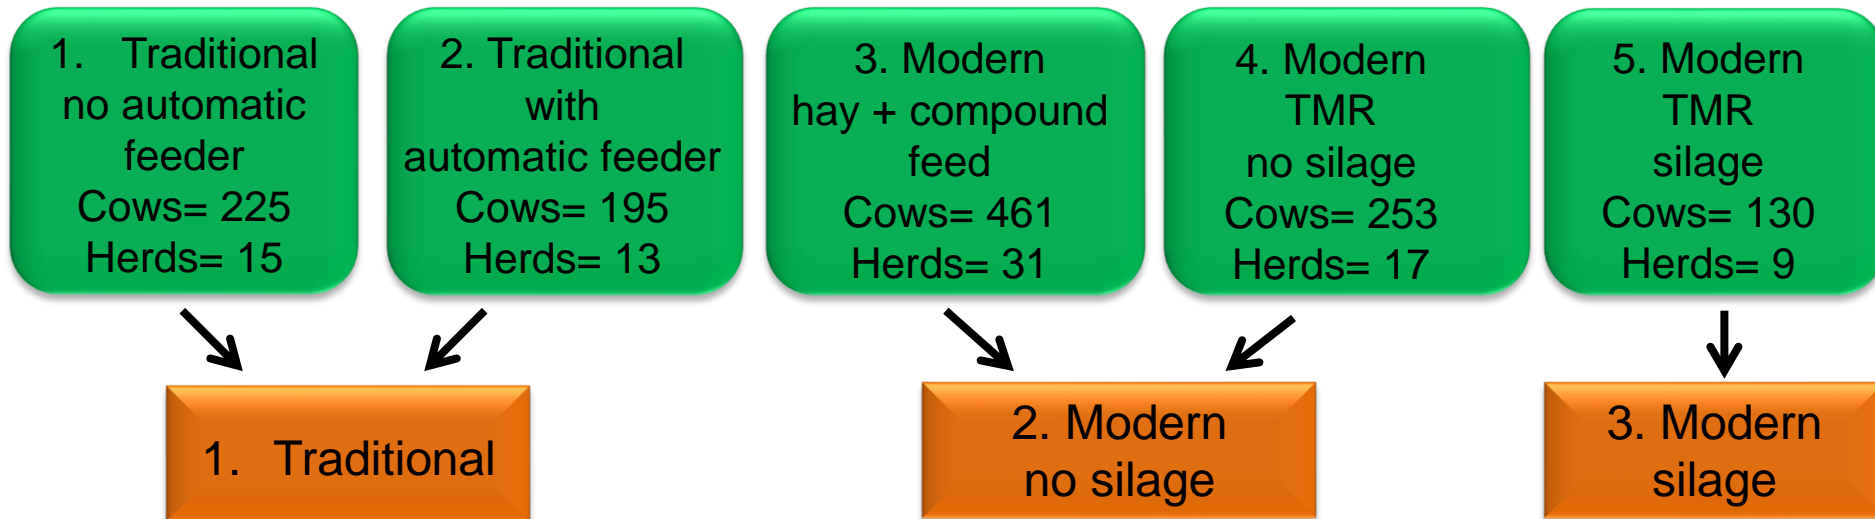 1. Traditional
no automatic
feeder
Cows= 225
Herds= 15
2. Traditional
with
automatic feeder
Cows= 195
Herds= 13
3. Modern
hay + compound
feed
Cows= 461
Herds= 31
4. Modern
TMR
no silage
Cows= 253
Herds= 17
5. Modern
TMR
silage
Cows= 130
Herds= 9
1. Traditional
2. Modern
no silage
3. Modern
silage